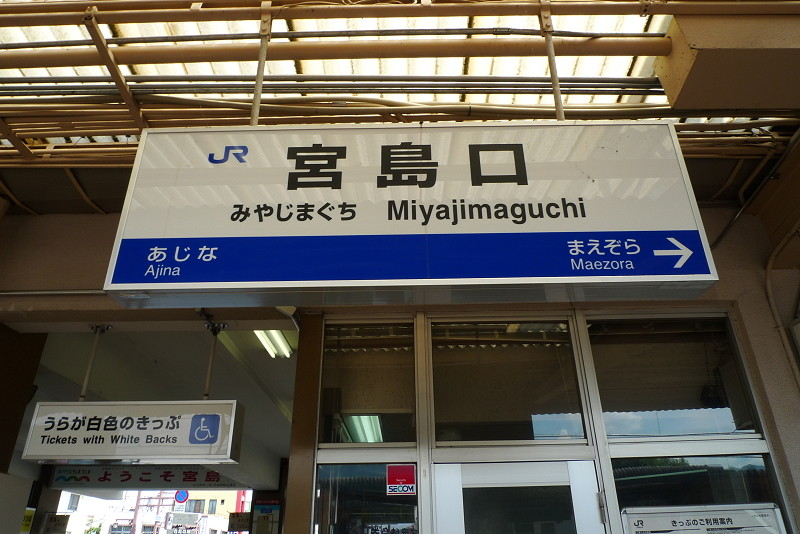 JR 宮島口
みやじまぐち Miyajimaguchi
あじな
Ajina
まえぞら
Maezora
うらが白色のきっぷ
Tickets with White Backs
ようこそ宮島
SECOM
JR
きっぷのご利用案内